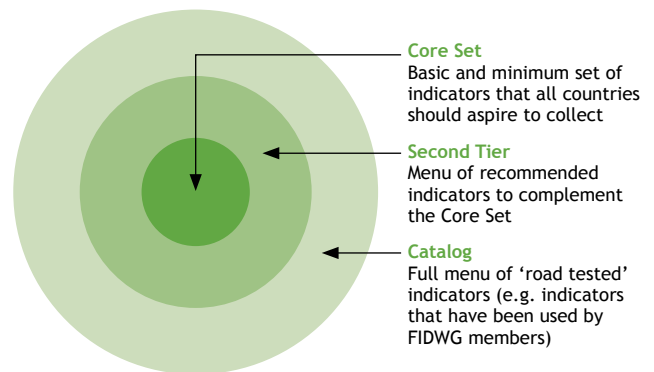 Core Set
Basic and minimum set of
indicators that all countries
should aspire to collect
Second Tier
Menu of recommended
indicators to complement
the Core Set
Catalog
Full menu of ‘road tested’
indicators (e.g. indicators
that have been used by
FIDWG members)